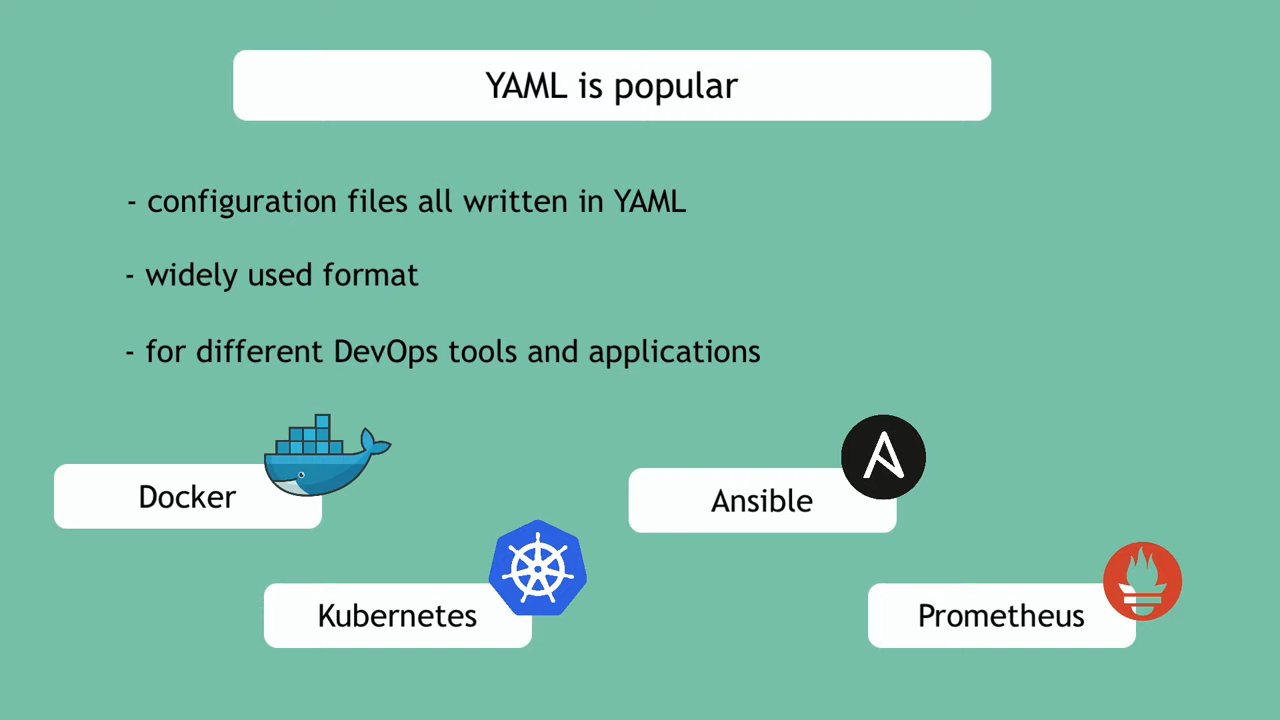 YAML is popular
- configuration files all written in YAML
- widely used format
- for different DevOps tools and applications
Docker
Ansible
Kubernetes
Prometheus